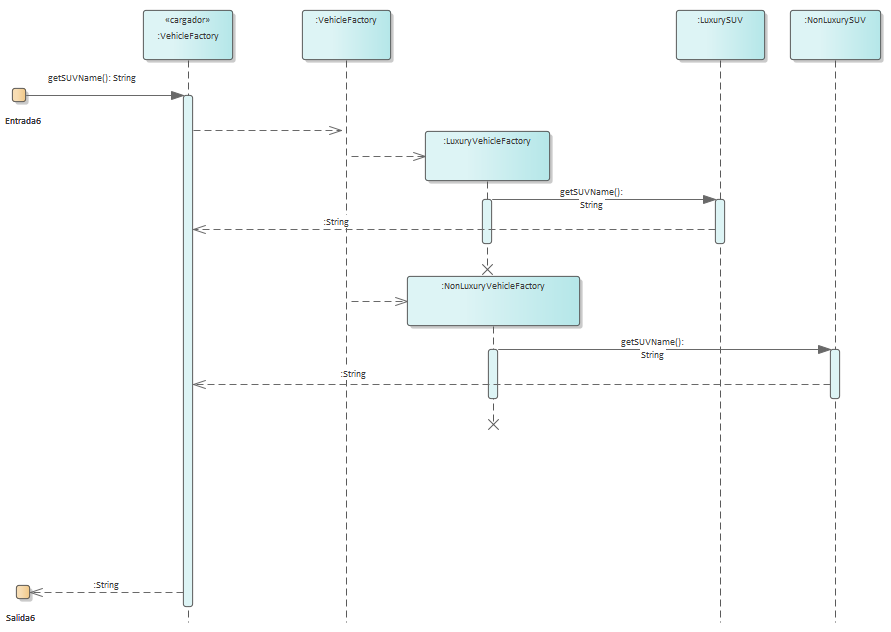 «cargador»
:VehicleFactory
:VehicleFactory
:LuxurySUV
:NonLuxurySUV
getSUVName(): String
Entrada6
:LuxuryVehicleFactory
getSUVName():
String
:String
:NonLuxuryVehicleFactory
getSUVName():
String
:String
:String
Salida6